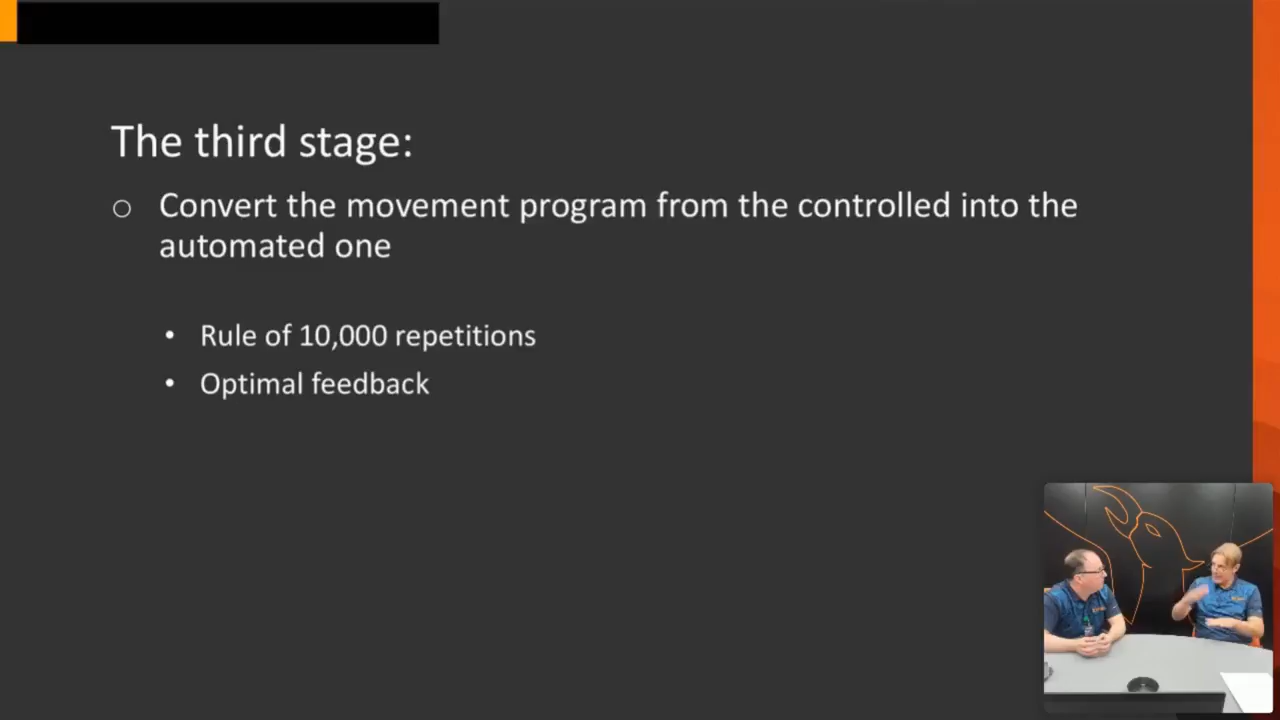 The third stage:
○ Convert the movement program from the controlled into the
automated one
• Rule of 10,000 repetitions
• Optimal feedback